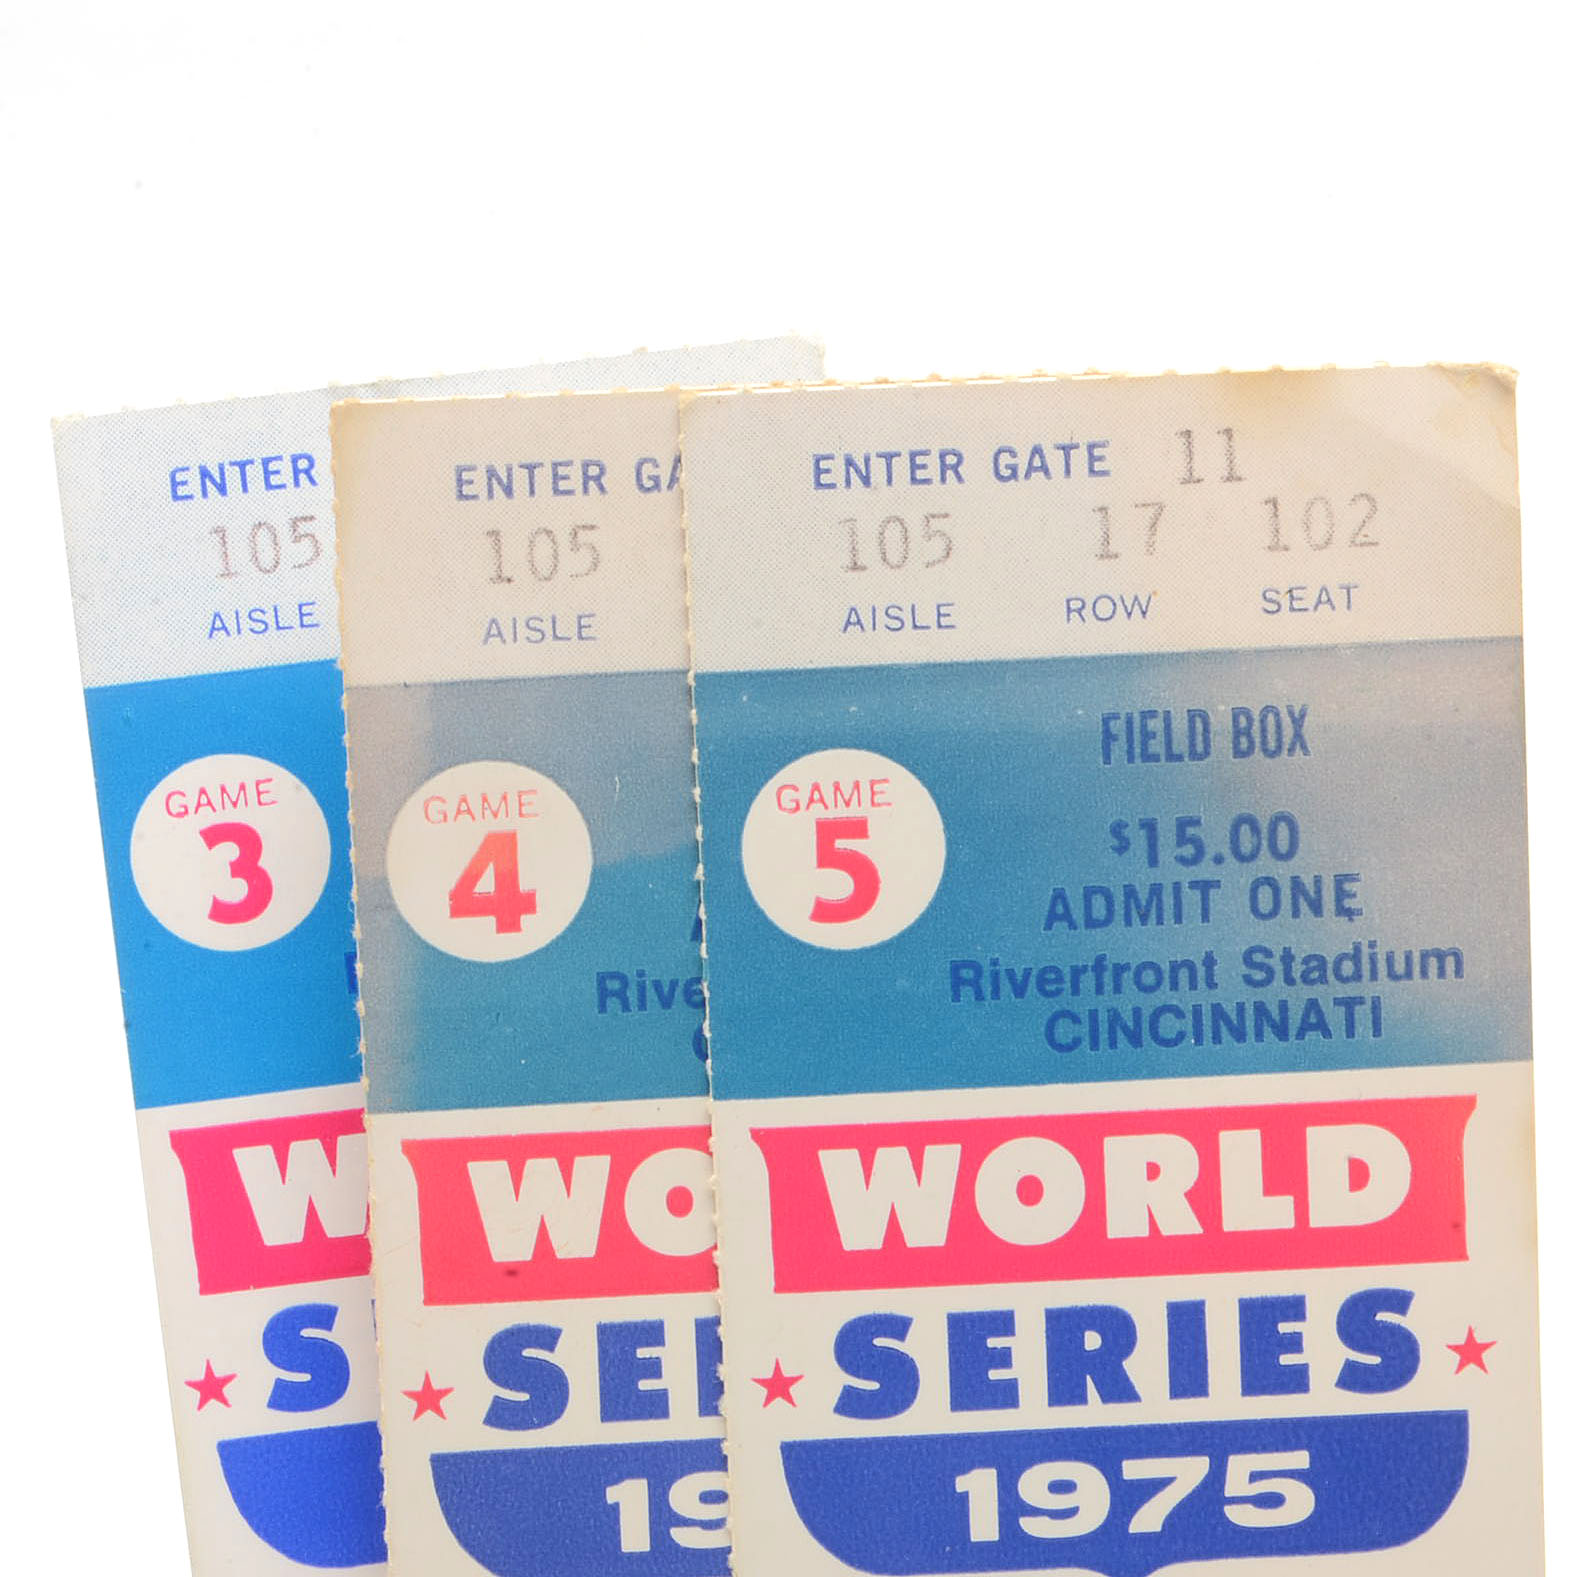 ENTER
105
AISLE
GAME
3
W
S
ENTER GA
105
AISLE
GAME
4
Rive
WO
SE
19
ENTER GATE 11
105 17 102
AISLE ROW SEAT
FIELD BOX
GAME
5
$15.00
ADMIT ONE
Riverfront Stadium
CINCINNATI
WORLD
SERIES
1975